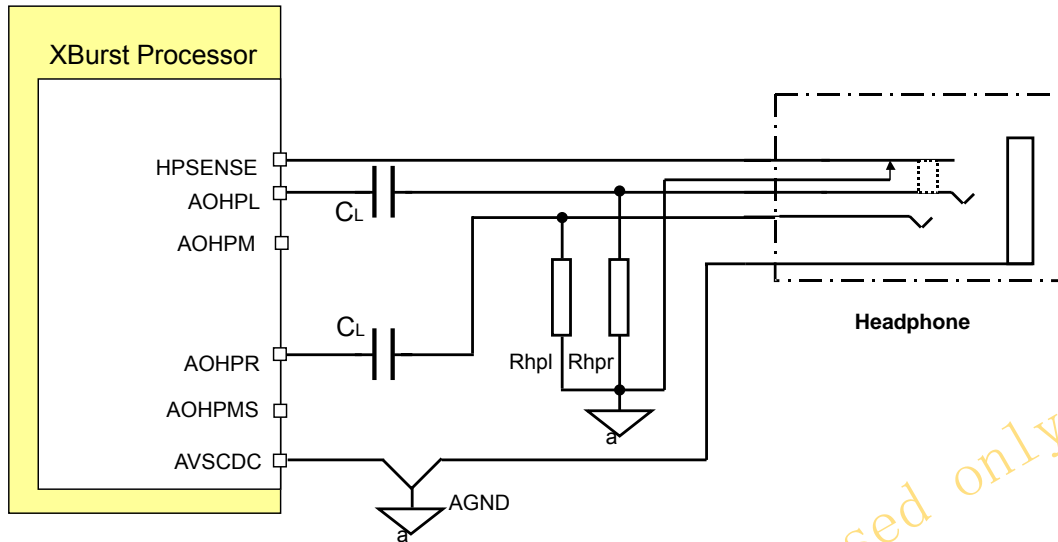 XBurst Processor
HPSENSE
AOHPL
CL
AOHPM
CL
AOHPR
Rhpl
Rhpr
Headphone
AOHPMS
a
AVSCDC
AGND
a
sed only